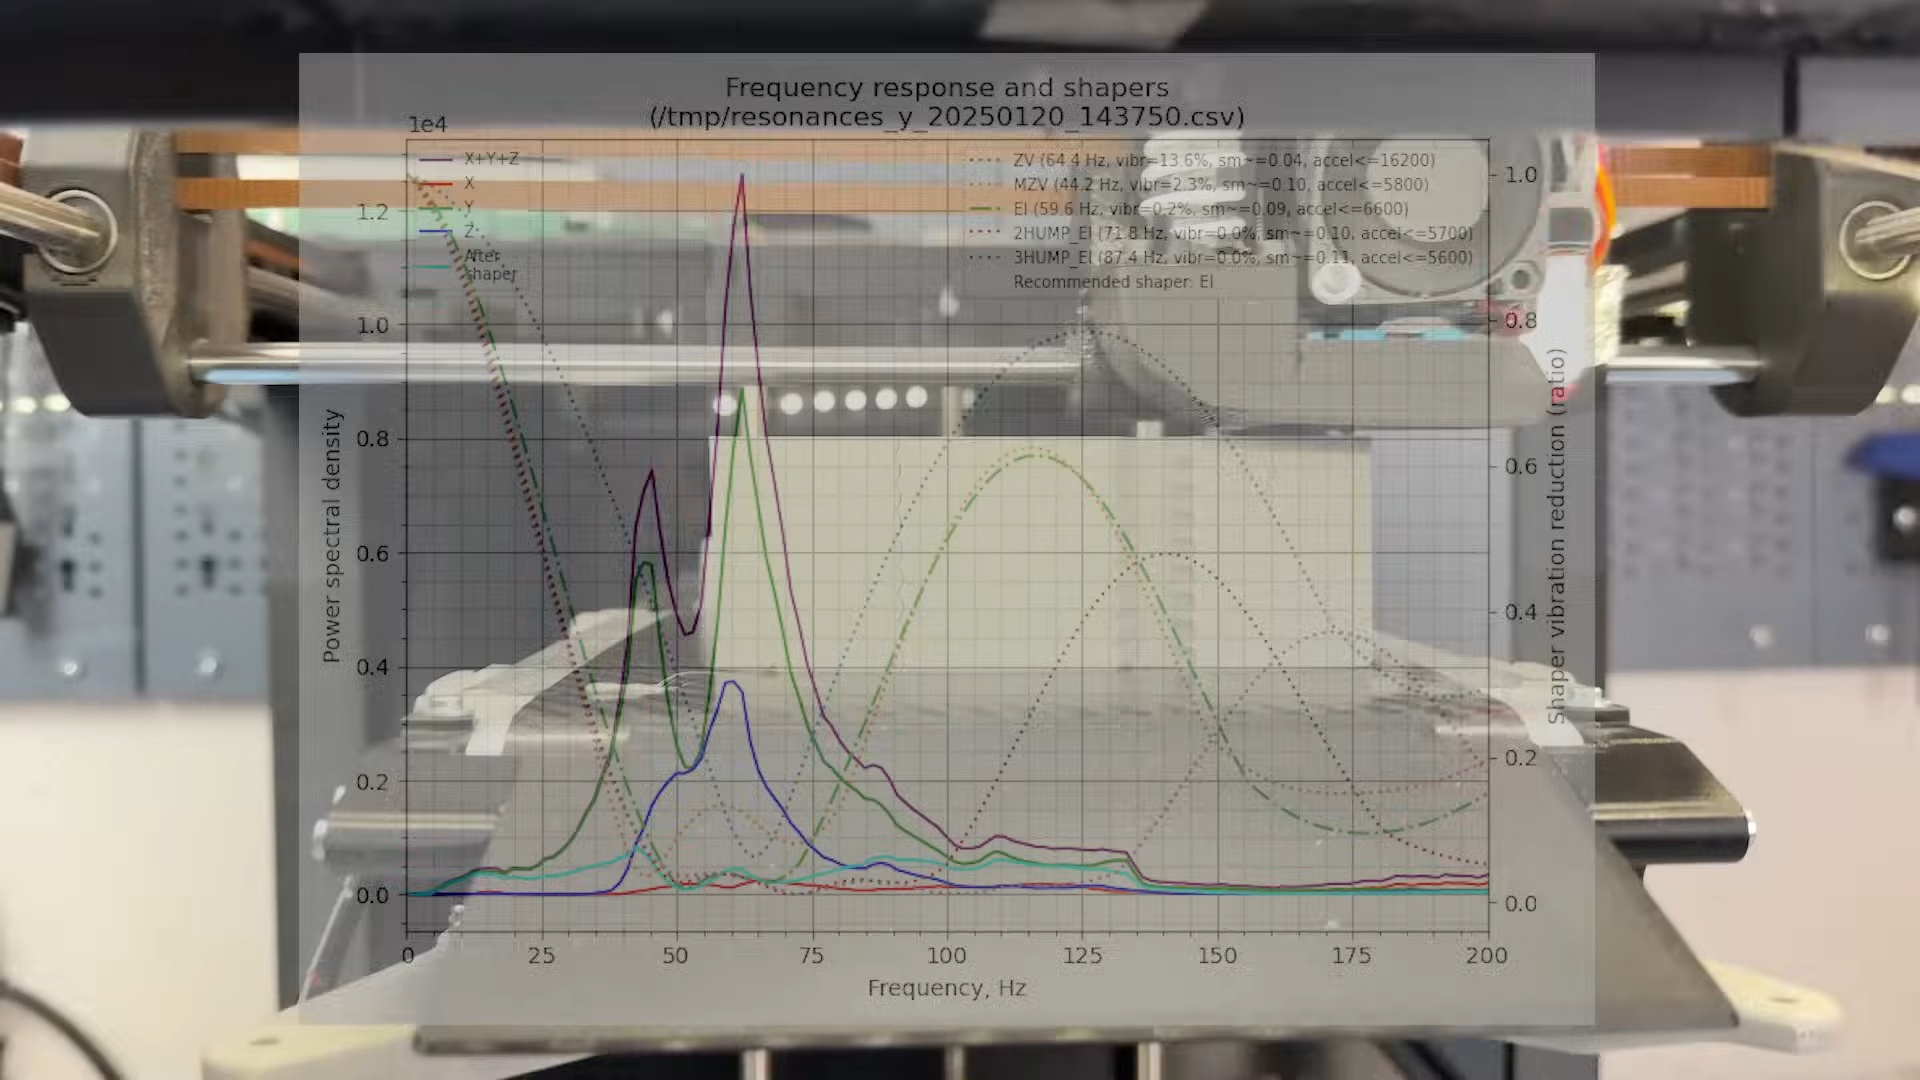 Frequency response and shapers
(/tmp/resonances_y_20250120_143750.csv)
1e4
X+Y+Z
X
Y
Z
After
shaper
ZV (64.4 Hz, vibr=13.6%, sm~=0.04, accel<=16200)
MZV (44.2 Hz, vibr=2.3%, sm~=0.10, accel<=5800)
EI (59.6 Hz, vibr=0.2%, sm~=0.09, accel<=6600)
2HUMP_EI (71.8 Hz, vibr=0.0%, sm~=0.10, accel<=5700)
3HUMP_EI (87.4 Hz, vibr=0.0%, sm~=0.11, accel<=5600)
Recommended shaper: EI
Power spectral density
1.2
1.0
0.8
0.6
0.4
0.2
0.0
1.0
0.8
0.6
0.4
0.2
0.0
Shaper vibration reduction (ratio)
0 25 50 75 100 125 150 175 200
Frequency, Hz